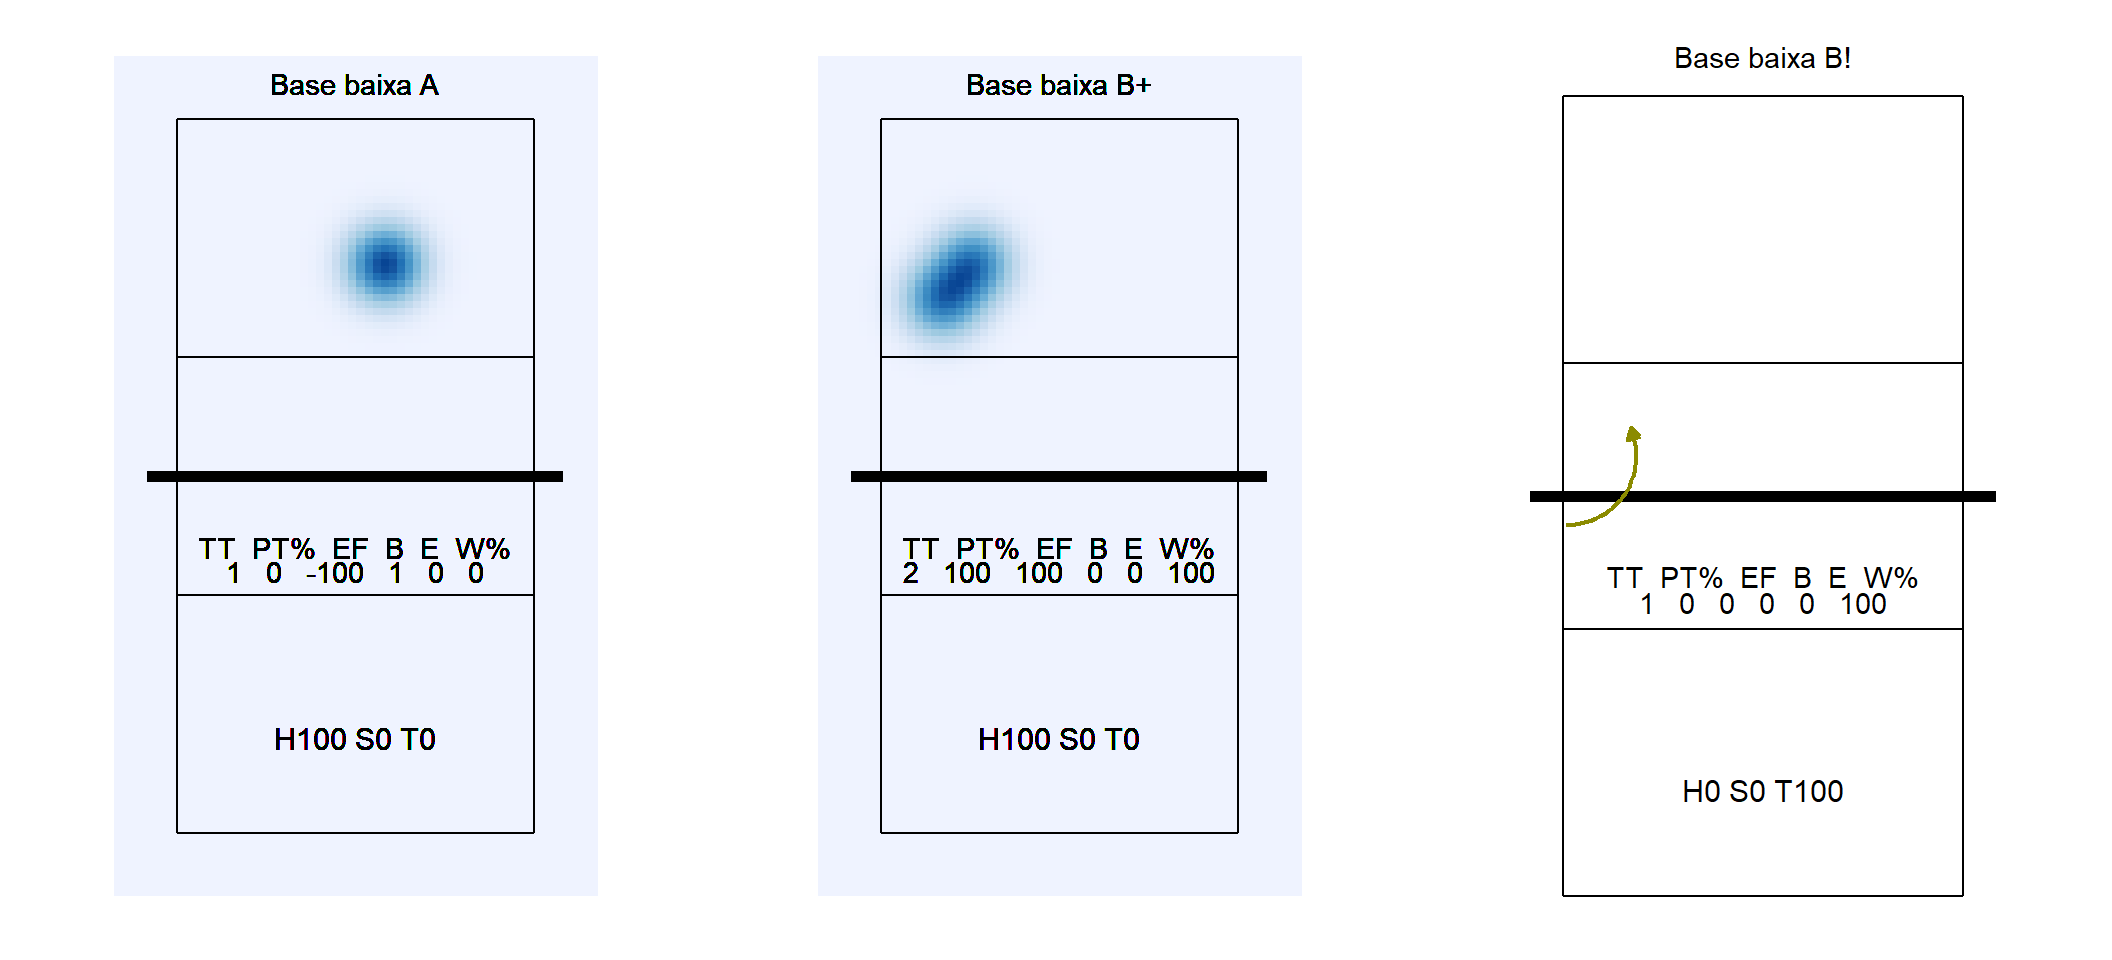 Base baixa A
TT PT% EF B E W%
1 0 -100 1 0 0
H100 S0 T0
Base baixa B+
TT PT% EF B E W%
2 100 100 0 0 100
H100 S0 T0
Base baixa B!
TT PT% EF B E W%
1 0 0 0 0 100
H0 S0 T100